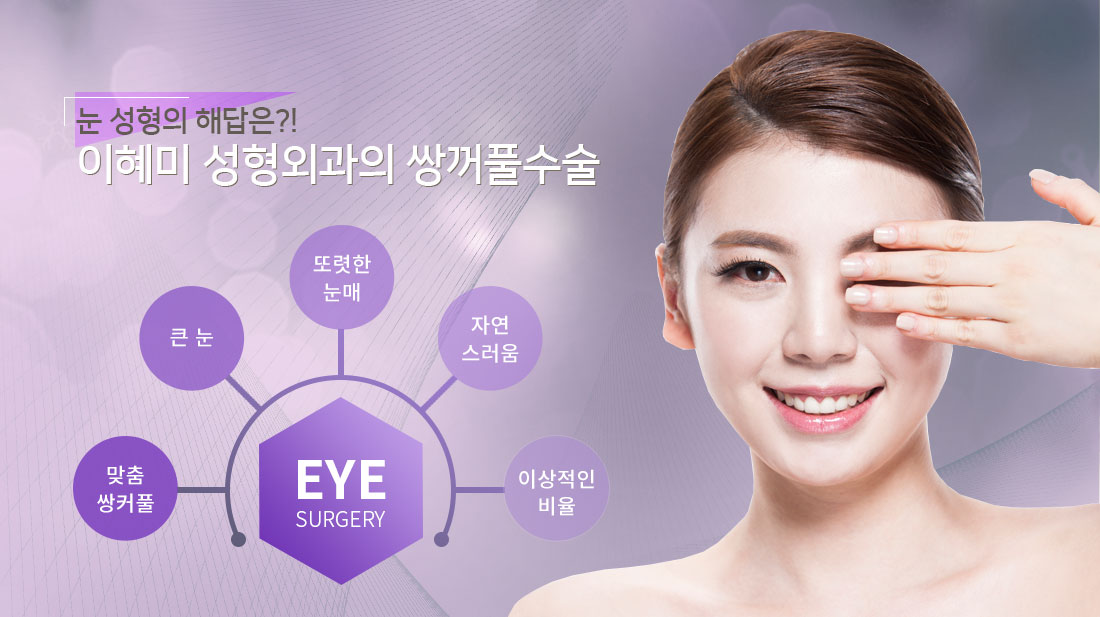 눈 성형의 해답은?!
이혜미 성형외과의 쌍꺼풀수술
또렷한
눈매
큰 눈
자연
스러움
맞춤
쌍커풀
이상적인
비율
EYE
SURGERY